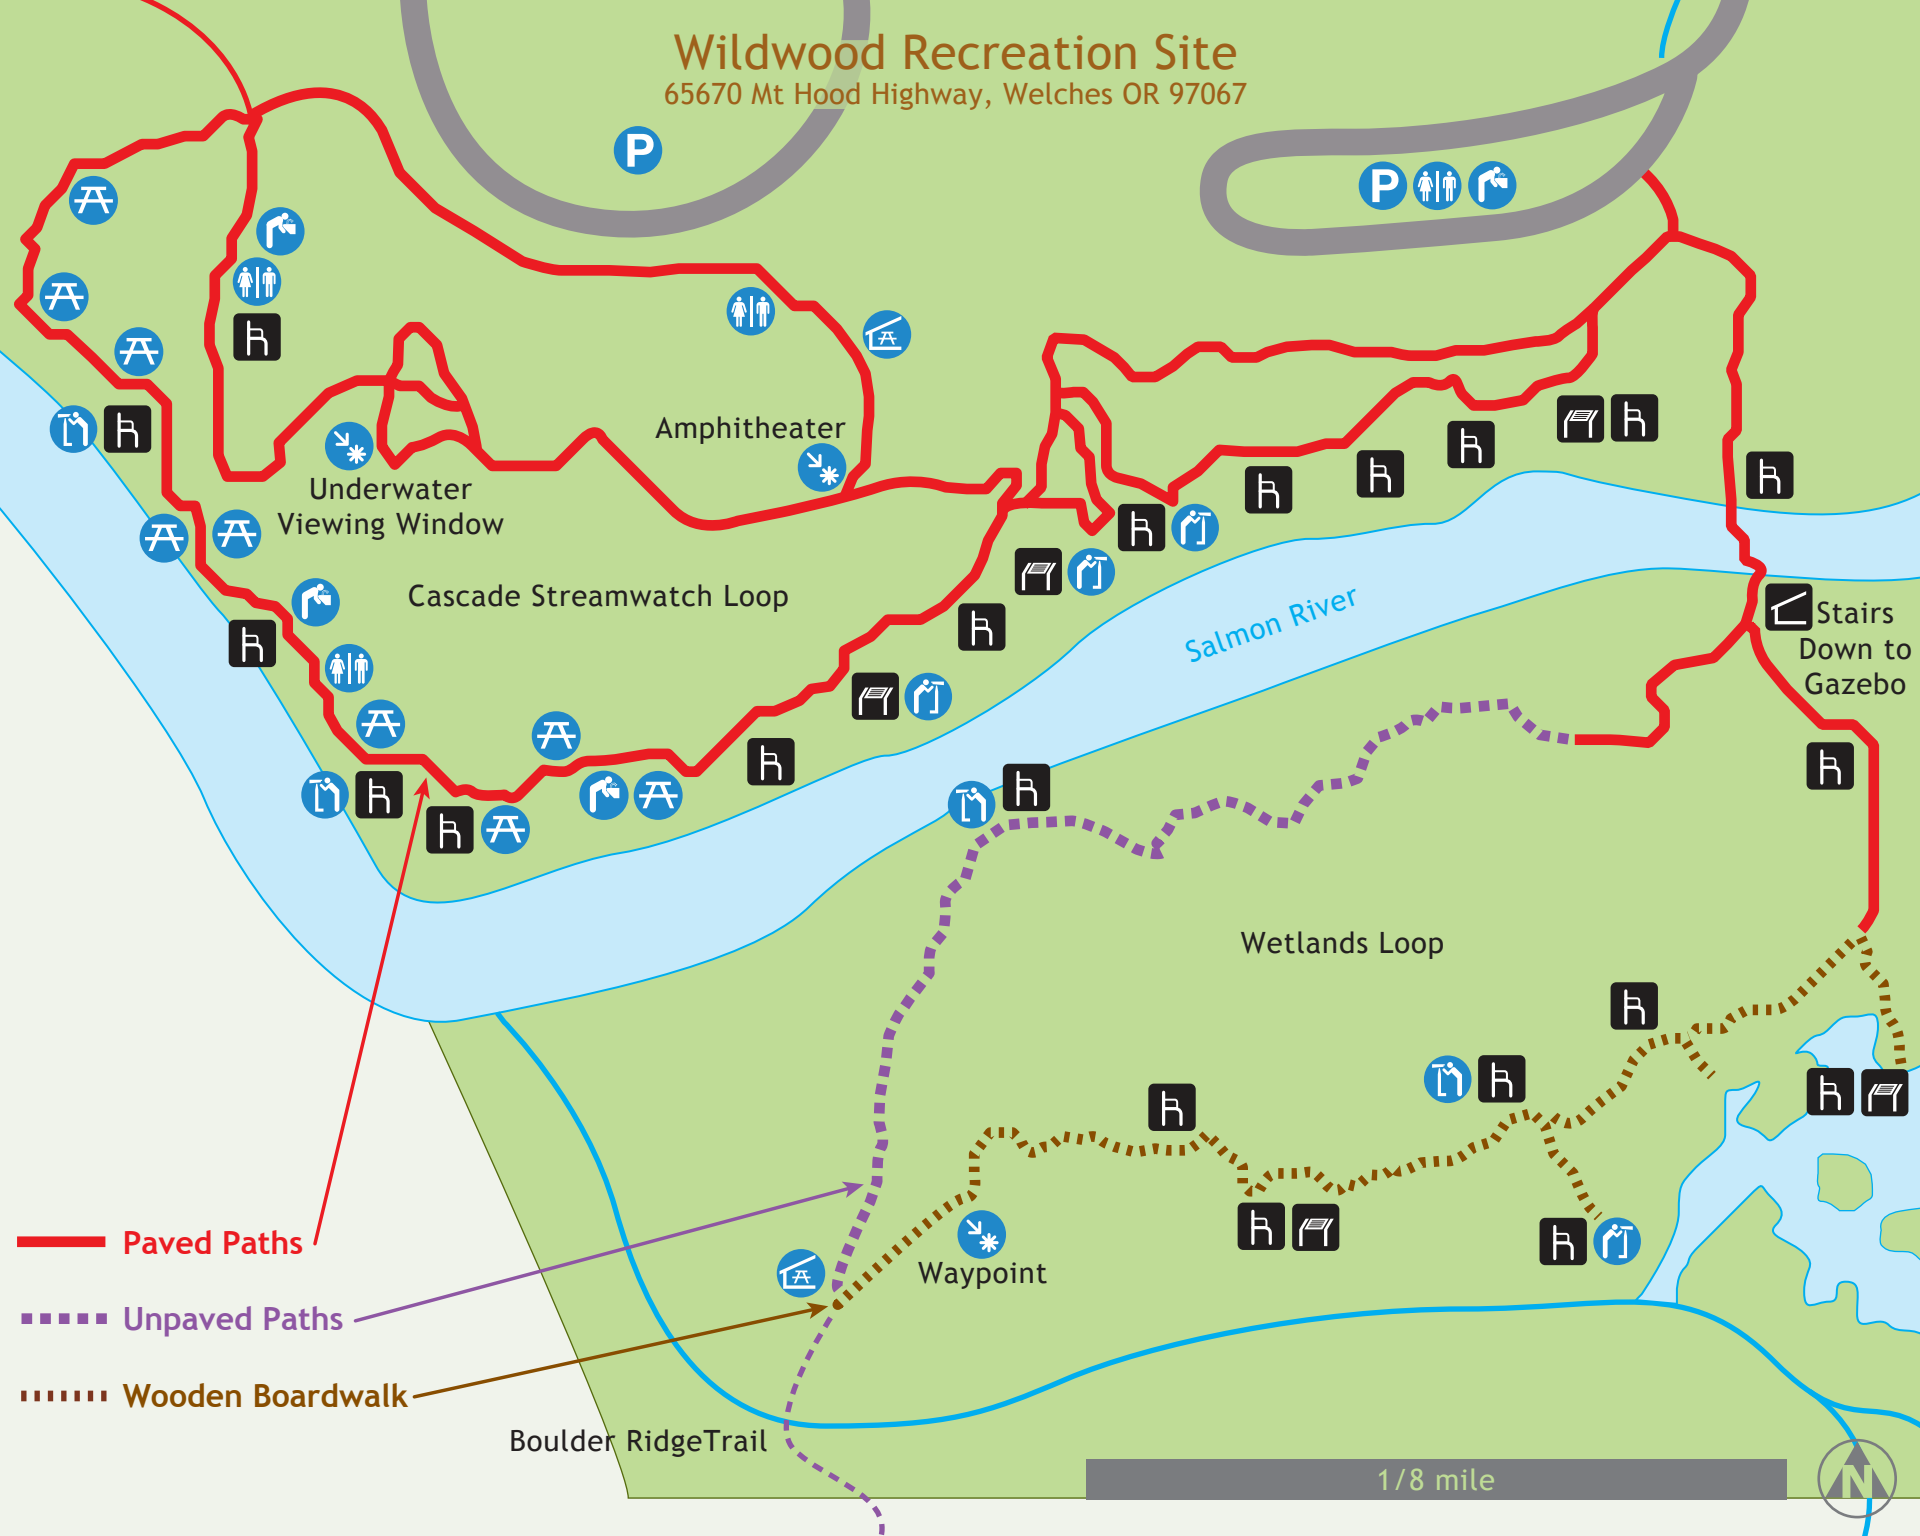 Wildwood Recreation Site
65670 Mt Hood Highway, Welches OR 97067
P
P
Amphitheater
Underwater
Viewing Window
Cascade Streamwatch Loop
Salmon River
Stairs
Down to
Gazebo
Wetlands Loop
Paved Paths
Waypoint
Unpaved Paths
Wooden Boardwalk
Boulder RidgeTrail
1/8 mile
N